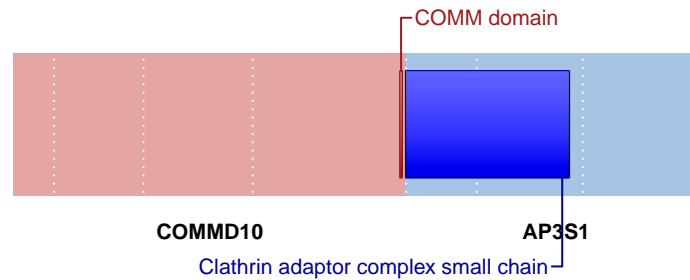 COMM domain
COMMD10
AP3S1
Clathrin adaptor complex small chain